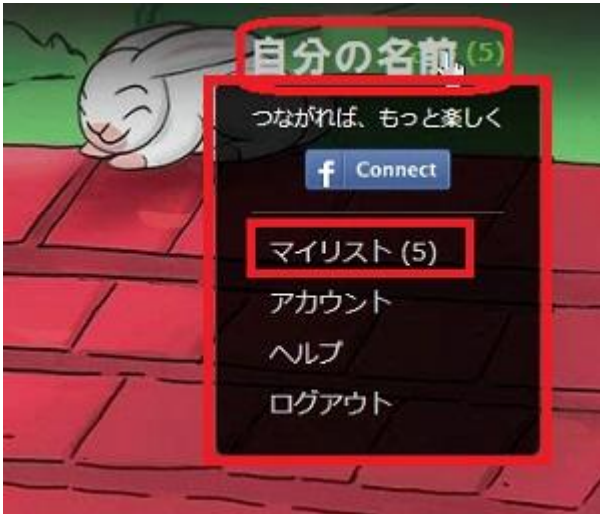 自分の名前 (5)
つながれば、もっと楽しく
f Connect
マイリスト (5)
アカウント
ヘルプ
ログアウト